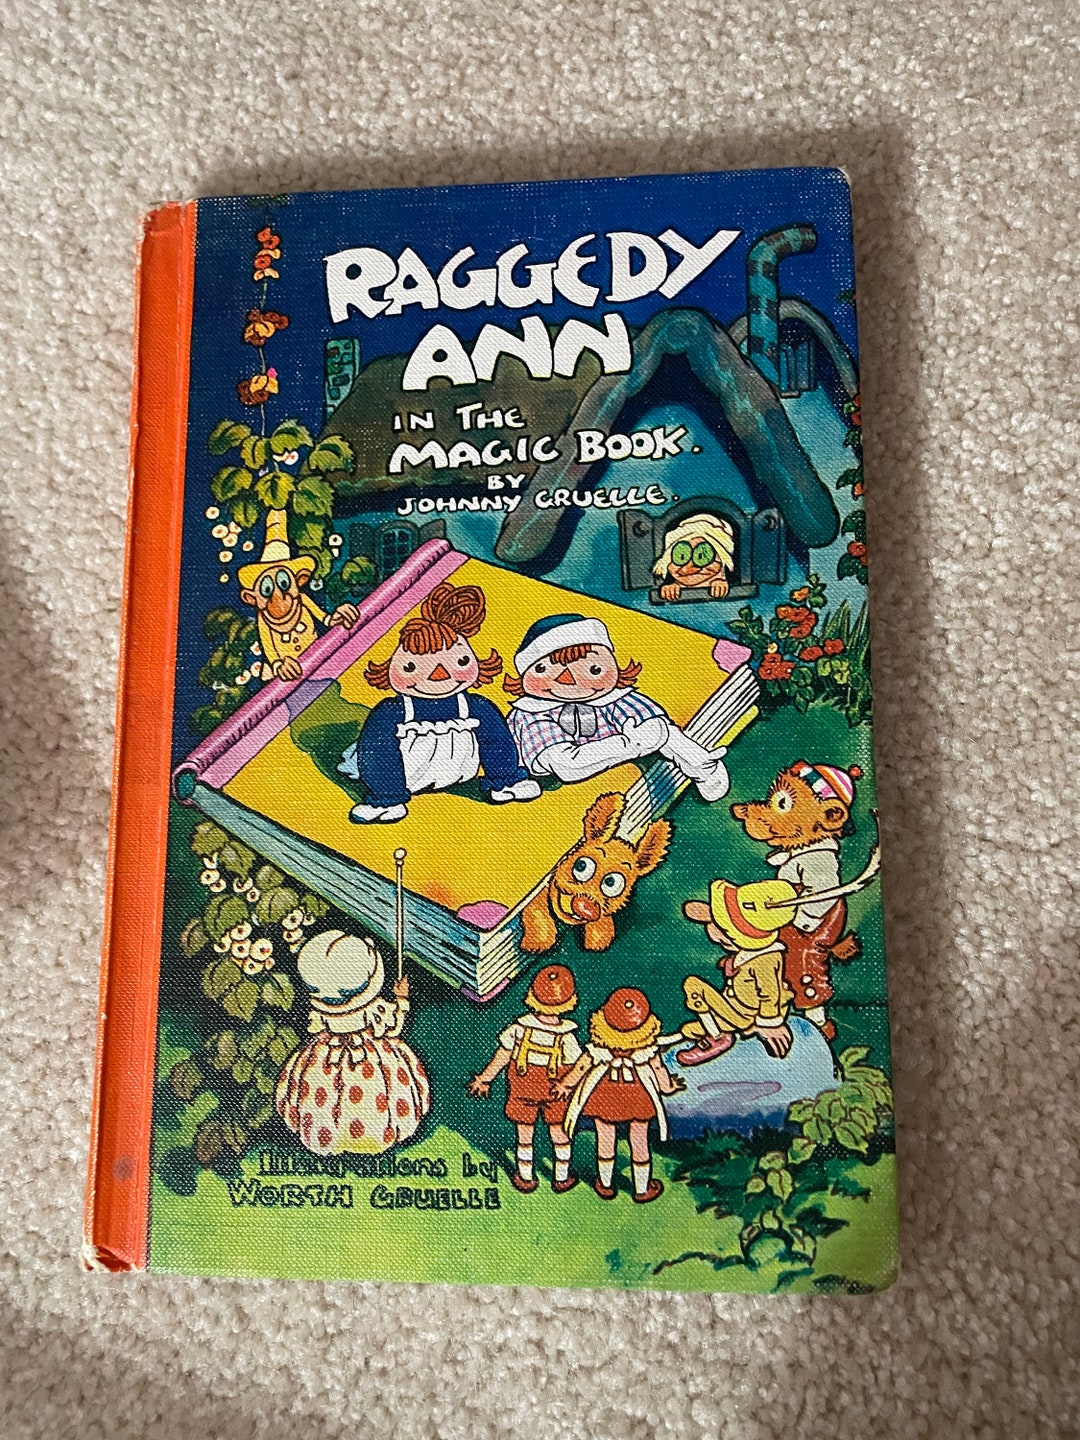 RAGGEDY
ANN
IN THE
MAGIC BOOK.
BY
JOHNNY GRUELLE.
Illustrations by
WORTH GRUELLE